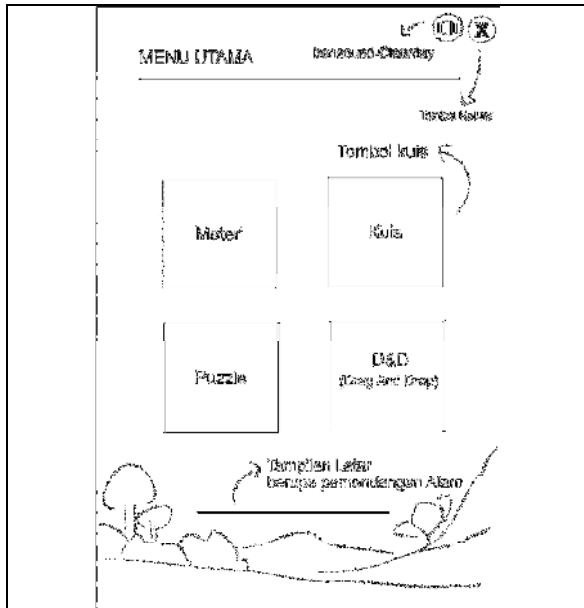 MENU UTAMA
X
Tombol kuis
Materi
Kuis
Puzzle
D&D
(Drag And Drop)
Tampilan Latar
berupa pemandangan Alam